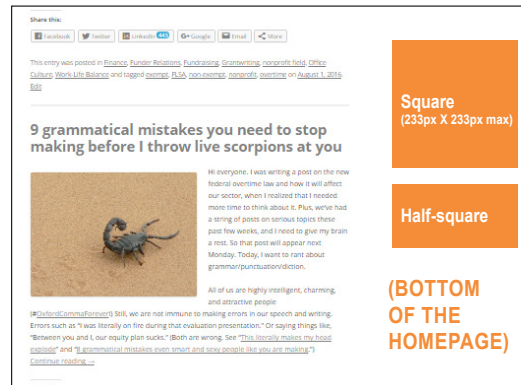 Share this:
Facebook Twitter LinkedIn 445 G+ Google Email More
This entry was posted in Finance, Funder Relations, Fundraising, Grantwriting, nonprofit field, Office
Culture, Work-Life Balance and tagged exempt, FLSA, non-exempt, nonprofit, overtime on August 1, 2016.
Edit
9 grammatical mistakes you need to stop
making before I throw live scorpions at you
Hi everyone. I was writing a post on the new
federal overtime law and how it will affect
our sector, when I realized that I needed
more time to think about it. Plus, we've had
a string of posts on serious topics these
past few weeks, and I need to give my brain
a rest. So that post will appear next
Monday. Today, I want to rant about
grammar/punctuation/diction.
All of us are highly intelligent, charming,
and attractive people
(#OxfordCommaForever!) Still, we are not immune to making errors in our speech and writing.
Errors such as "I was literally on fire during that evaluation presentation." Or saying things like,
"Between you and I, our equity plan sucks." (Both are wrong. See "This literally makes my head
explode" and "8 grammatical mistakes even smart and sexy people like you are making.")
Continue reading →
Square
(233px X 233px max)
Half-square
(BOTTOM
OF THE
HOMEPAGE)